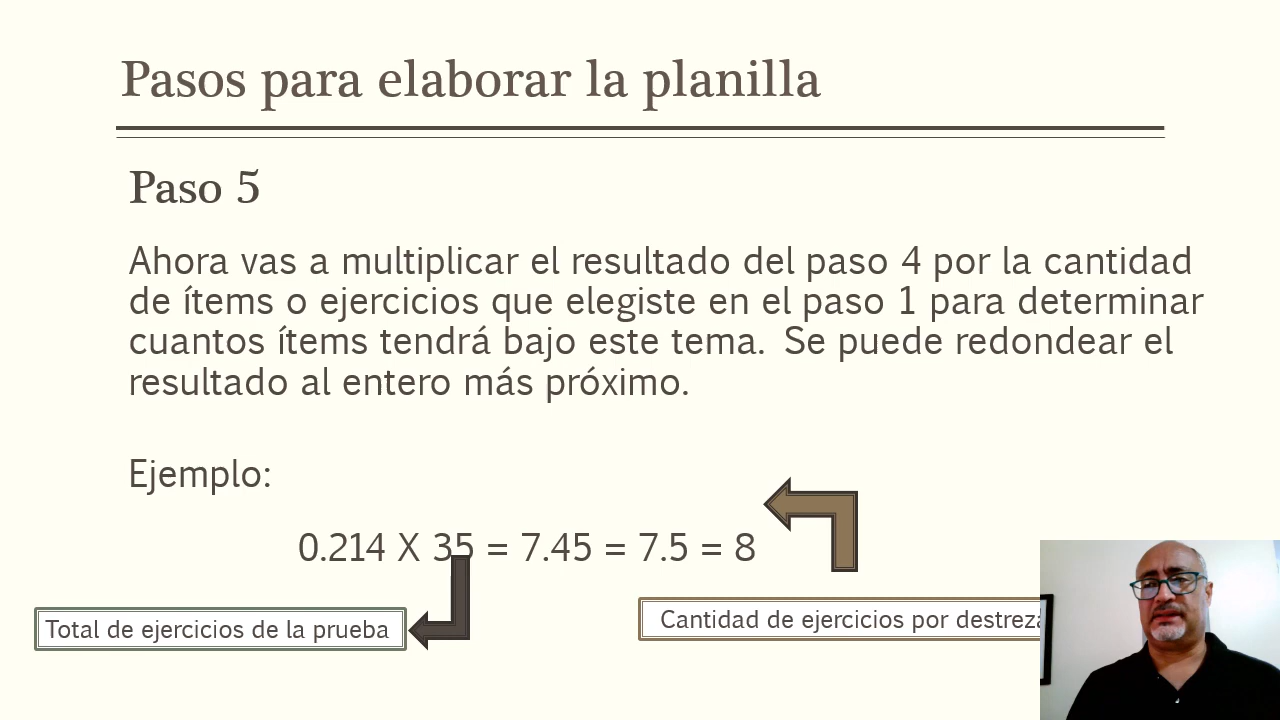 Pasos para elaborar la planilla
Paso 5
Ahora vas a multiplicar el resultado del paso 4 por la cantidad
de ítems o ejercicios que elegiste en el paso 1 para determinar
cuantos ítems tendrá bajo este tema. Se puede redondear el
resultado al entero más próximo.
Ejemplo:
0.214 X 35 = 7.45 = 7.5 = 8
Total de ejercicios de la prueba
Cantidad de ejercicios por destreza